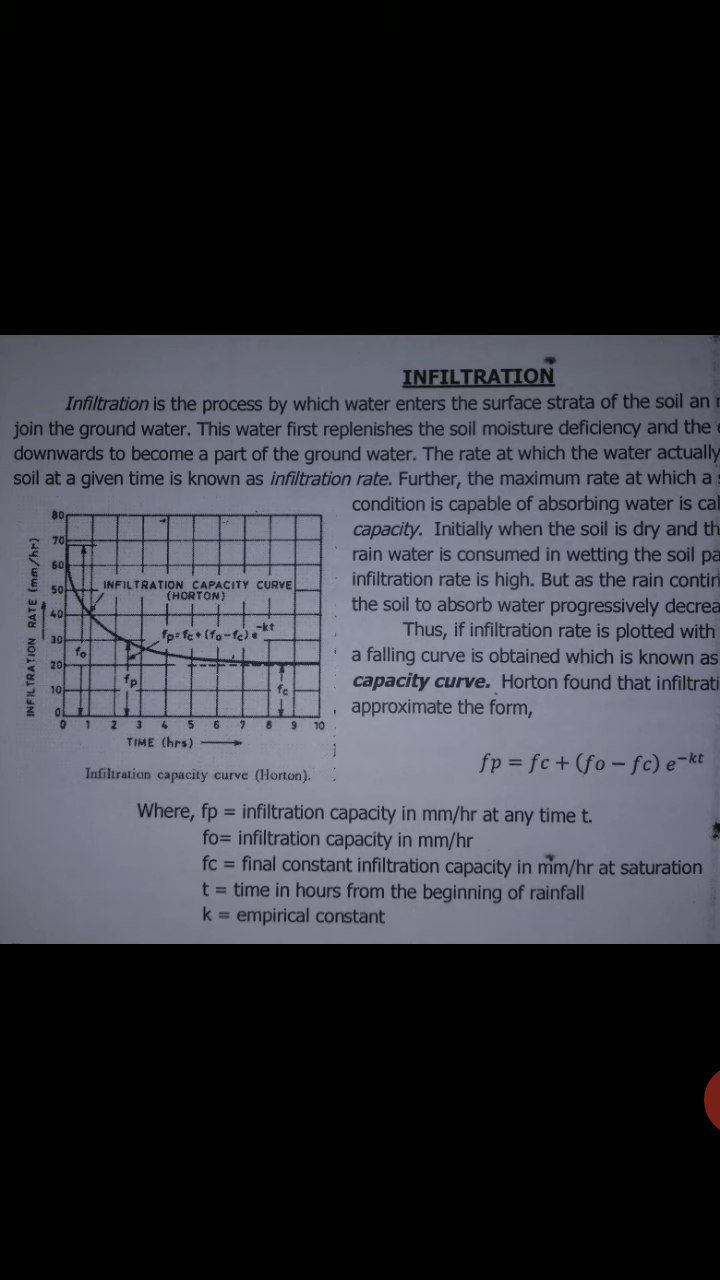 INFILTRATION
Infiltration is the process by which water enters the surface strata of the soil an
join the ground water. This water first replenishes the soil moisture deficiency and the
downwards to become a part of the ground water. The rate at which the water actually
soil at a given time is known as infiltration rate. Further, the maximum rate at which a
condition is capable of absorbing water is cal
capacity. Initially when the soil is dry and th
rain water is consumed in wetting the soil pa
infiltration rate is high. But as the rain contin
the soil to absorb water progressively decrea
Thus, if infiltration rate is plotted with
a falling curve is obtained which is known as
capacity curve. Horton found that infiltrati
approximate the form,
INFILTRATION RATE (mm/hr)
80
70
60
50
40
30
20
10
0
INFILTRATION CAPACITY CURVE
(HORTON)
fp=fc+(fo-fc)e-kt
fo
fp
fc
0 1 2 3 4 5 6 7 8 9 10
TIME (hrs)
Infiltration capacity curve (Horton).
fp = fc + (fo − fc) e−kt
Where, fp = infiltration capacity in mm/hr at any time t.
fo= infiltration capacity in mm/hr
fc = final constant infiltration capacity in mm/hr at saturation
t = time in hours from the beginning of rainfall
k = empirical constant